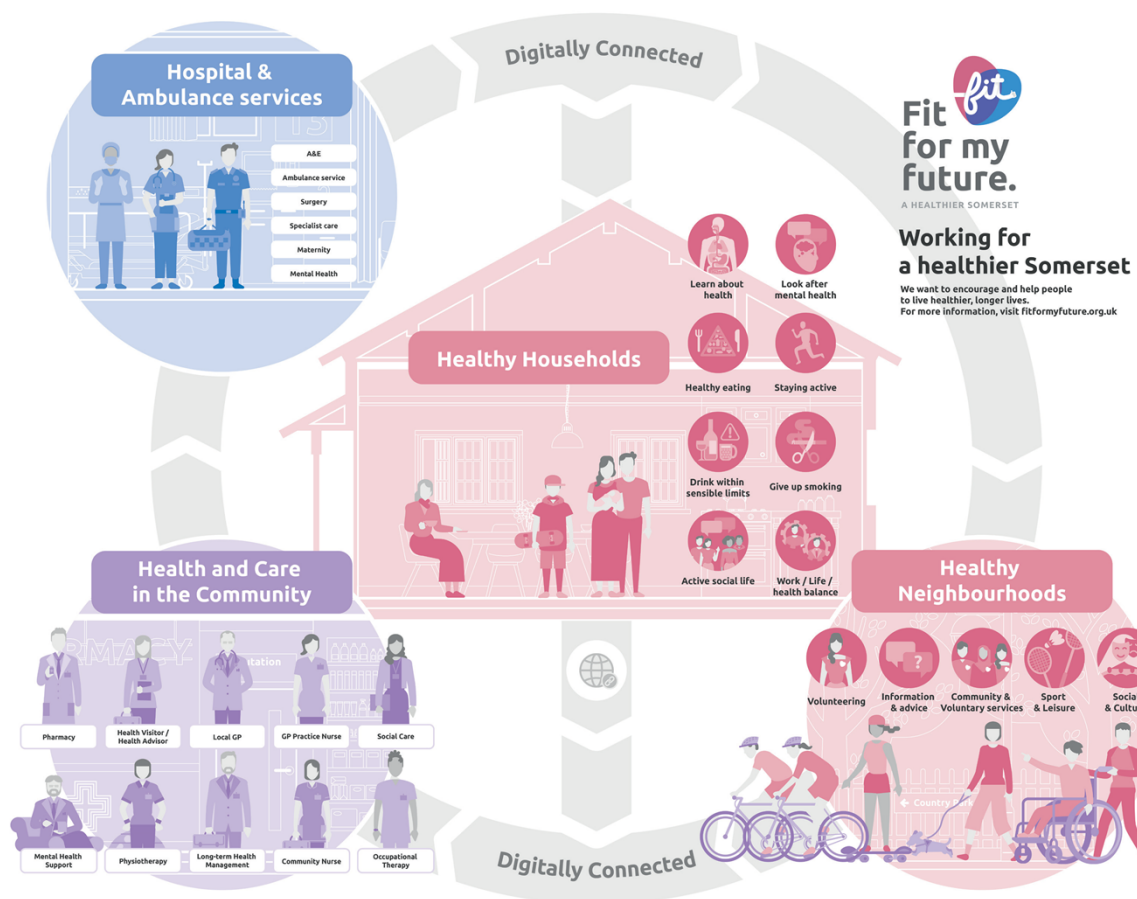 Digitally Connected
Hospital &
Ambulance services
A&E
Ambulance service
Surgery
Specialist care
Maternity
Mental Health
fit
Fit
for my
future.
A HEALTHIER SOMERSET
Working for
a healthier Somerset
We want to encourage and help people
to live healthier, longer lives.
For more information, visit fitformyfuture.org.uk
Healthy Households
Learn about
health
Look after
mental health
Healthy eating
Staying active
Drink within
sensible limits
Give up smoking
Active social life
Work / Life /
health balance
Health and Care
in the Community
RMACY
tation
Pharmacy
Health Visitor /
Health Advisor
Local GP
GP Practice Nurse
Social Care
Mental Health
Support
Physiotherapy
Long-term Health
Management
Community Nurse
Occupational
Therapy
Healthy
Neighbourhoods
Volunteering
Information
& advice
Community &
Voluntary services
Sport
& Leisure
Socia
& Cultu
← Country Park
Digitally Connected